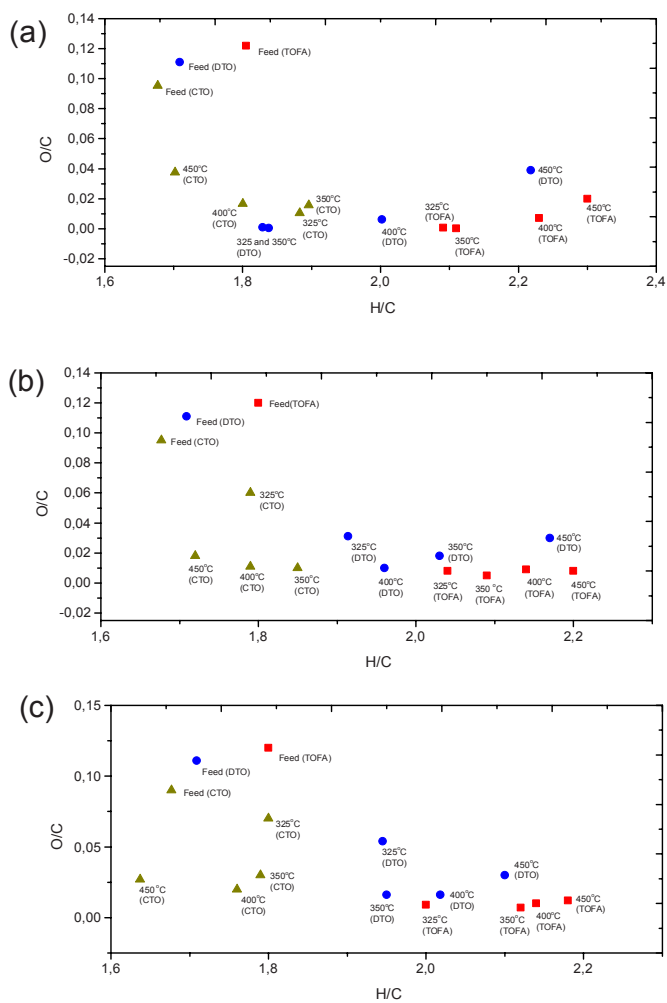 (a)
0,14
0,12
0,10
0,08
0,06
0,04
0,02
0,00
-0,02
O/C
Feed (TOFA)
Feed (DTO)
Feed (CTO)
450°C
(CTO)
400°C
(CTO)
350°C
(CTO)
325°C
(CTO)
325 and 350°C
(DTO)
400°C
(DTO)
325°C
(TOFA)
350°C
(TOFA)
450°C
(DTO)
400°C
(TOFA)
450°C
(TOFA)
1,6
1,8
2,0
2,2
2,4
H/C
(b)
0,14
0,12
0,10
0,08
0,06
0,04
0,02
0,00
-0,02
O/C
Feed(TOFA)
Feed (DTO)
Feed (CTO)
325°C
(CTO)
450°C
(CTO)
400°C
(CTO)
350°C
(CTO)
325°C
(DTO)
400°C
(DTO)
350°C
(DTO)
325°C
(TOFA)
350 °C
(TOFA)
450°C
(DTO)
400°C
(TOFA)
450°C
(TOFA)
1,6
1,8
2,0
2,2
H/C
(c)
0,15
0,10
0,05
0,00
O/C
Feed (TOFA)
Feed (DTO)
Feed (CTO)
325°C
(CTO)
450°C
(CTO)
400°C
(CTO)
350°C
(CTO)
325°C
(DTO)
350°C
(DTO)
400°C
(DTO)
325°C
(TOFA)
450°C
(DTO)
350°C
(TOFA)
400°C
(TOFA)
450°C
(TOFA)
1,6
1,8
2,0
2,2
H/C